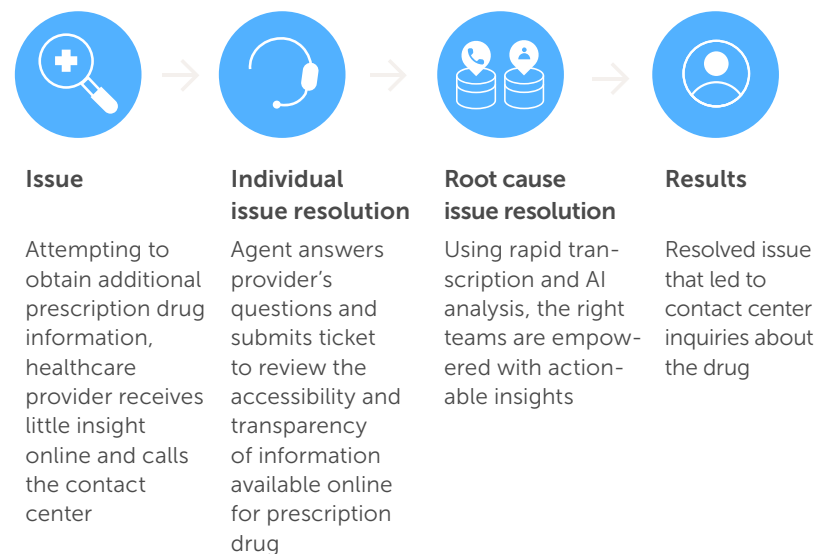 Issue
Attempting to
obtain additional
prescription drug
information,
healthcare
provider receives
little insight
online and calls
the contact
center
Individual
issue resolution
Agent answers
provider’s
questions and
submits ticket
to review the
accessibility and
transparency
of information
available online
for prescription
drug
Root cause
issue resolution
Using rapid tran-
scription and AI
analysis, the right
teams are empow-
ered with action-
able insights
Results
Resolved issue
that led to
contact center
inquiries about
the drug